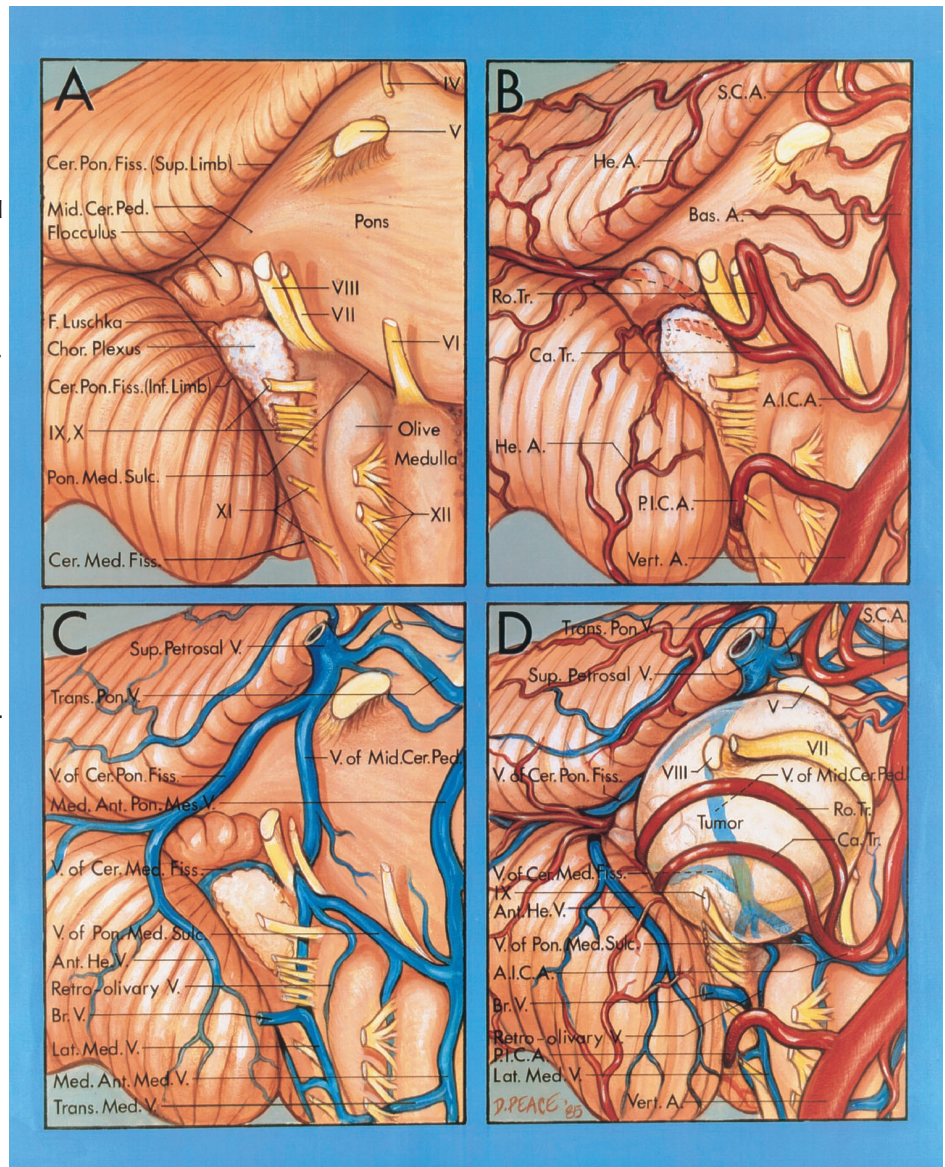 A
IV
V
Cer. Pon. Fiss. (Sup. Limb)
Mid. Cer. Ped.
Flocculus
Pons
VIII
VII
F. Luschka
Chor. Plexus
VI
Cer. Pon. Fiss. (Inf. Limb)
IX, X
Olive
Medulla
Pon. Med. Sulc.
XI
XII
Cer. Med. Fiss.
B
S.C.A.
He. A.
Bas. A.
Ro. Tr.
Ca. Tr.
A.I.C.A.
He. A.
P.I.C.A.
Vert. A.
C
Sup. Petrosal V.
Trans. Pon. V.
V. of Mid. Cer. Ped.
V. of Cer. Pon. Fiss.
Med. Ant. Pon. Mes. V.
V. of Cer. Med. Fiss.
V. of Pon. Med. Sulc.
Ant. He. V.
Retro-olivary V.
Br. V.
Lat. Med. V.
Med. Ant. Med. V.
Trans. Med. V.
D
Trans. Pon. V.
S.C.A.
Sup. Petrosal V.
V
VII
V. of Cer. Pon. Fiss.
VIII
V. of Mid. Cer. Ped.
Ro. Tr.
Tumor
Ca. Tr.
V. of Cer. Med. Fiss.
IX
Ant. He. V.
V. of Pon. Med. Sulc.
A.I.C.A.
Br. V.
Retro-olivary V.
P.I.C.A.
Lat. Med. V.
Vert. A.
D. PEACE '85